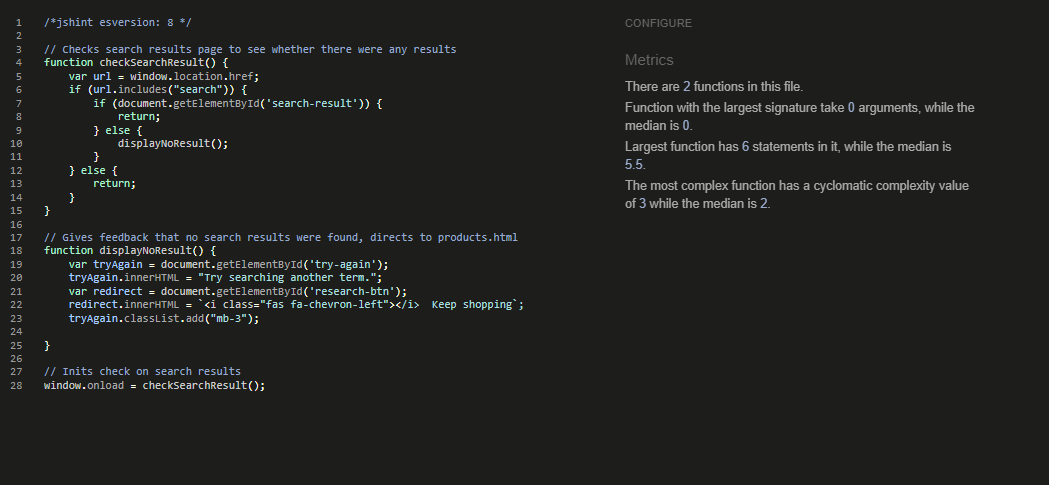 1 /*jshint esversion: 8 */
2
3 // Checks search results page to see whether there were any results
4 function checkSearchResult() {
5     var url = window.location.href;
6     if (url.includes("search")) {
7         if (document.getElementById('search-result')) {
8             return;
9         } else {
10             displayNoResult();
11         }
12     } else {
13         return;
14     }
15 }
16
17 // Gives feedback that no search results were found, directs to products.html
18 function displayNoResult() {
19     var tryAgain = document.getElementById('try-again');
20     tryAgain.innerHTML = "Try searching another term.";
21     var redirect = document.getElementById('research-btn');
22     redirect.innerHTML = `<i class="fas fa-chevron-left"></i>  Keep shopping`;
23     tryAgain.classList.add("mb-3");
24
25 }
26
27 // Inits check on search results
28 window.onload = checkSearchResult();
CONFIGURE
Metrics
There are 2 functions in this file.
Function with the largest signature take 0 arguments, while the
median is 0.
Largest function has 6 statements in it, while the median is
5.5.
The most complex function has a cyclomatic complexity value
of 3 while the median is 2.